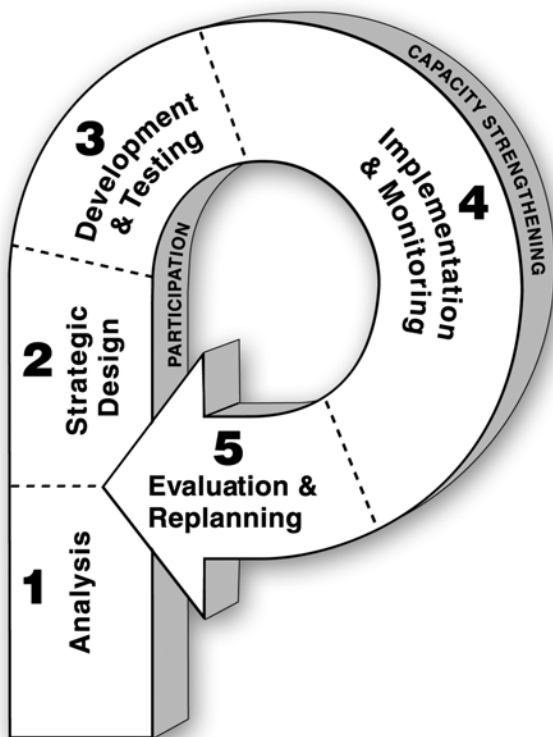 1
Analysis
2
Strategic
Design
3
Development
& Testing
4
Implementation
& Monitoring
5
Evaluation &
Replanning
PARTICIPATION
CAPACITY STRENGTHENING